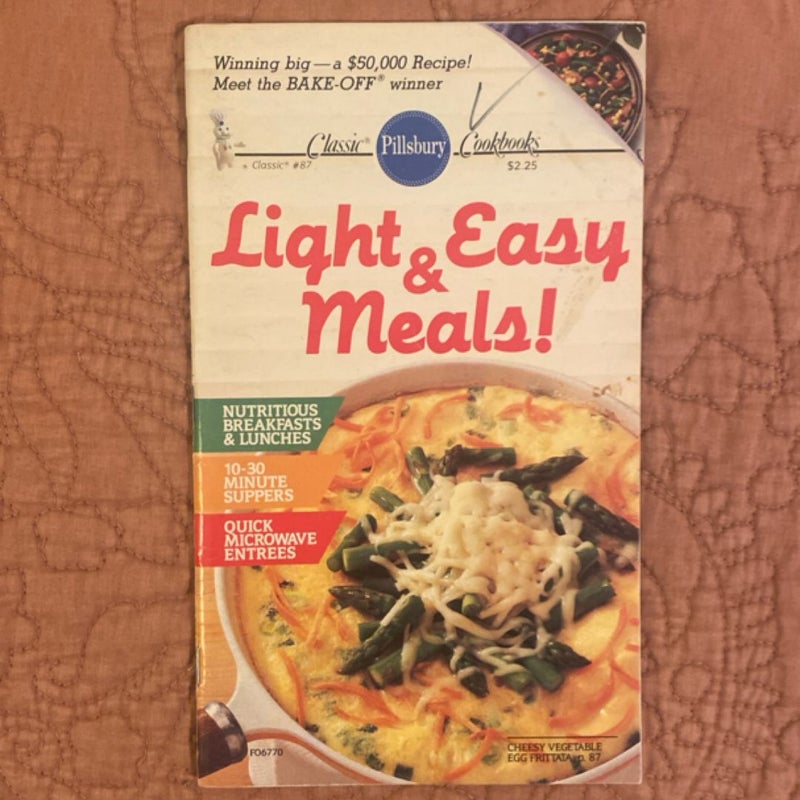 Winning big — a $50,000 Recipe!
Meet the BAKE-OFF® winner
Classic® Pillsbury Cookbooks
Classic® #87
$2.25
Light & Easy
Meals!
NUTRITIOUS
BREAKFASTS
& LUNCHES
10-30
MINUTE
SUPPERS
QUICK
MICROWAVE
ENTREES
FO6770
CHEESY VEGETABLE
EGG FRITTATA p. 87